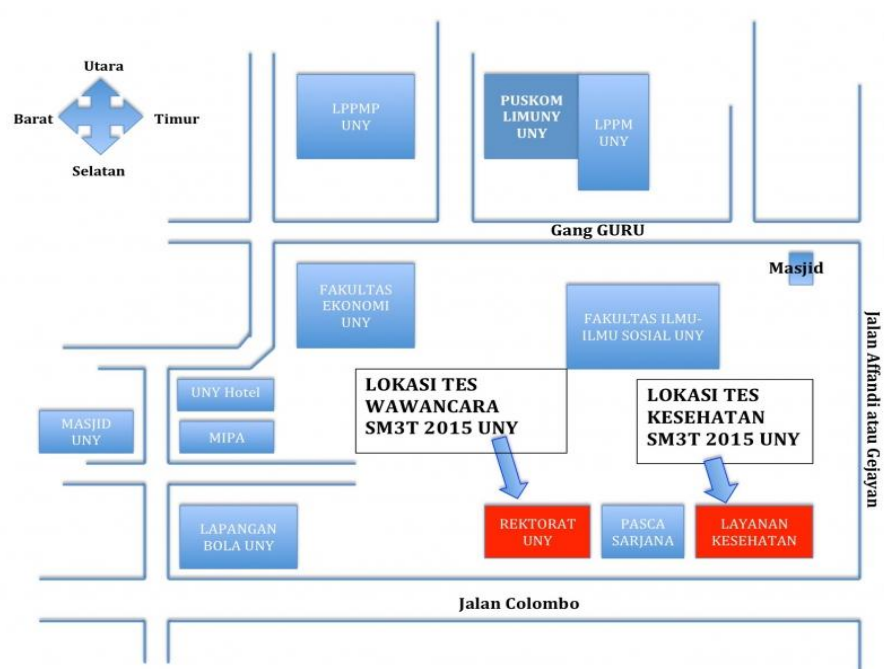 Utara
Barat
Timur
Selatan
LPPMP
UNY
PUSKOM
LIMUNY
UNY
LPPM
UNY
Gang GURU
Masjid
FAKULTAS
EKONOMI
UNY
FAKULTAS ILMU-
ILMU SOSIAL UNY
Jalan Affandi atau Gejayan
UNY Hotel
MASJID
UNY
MIPA
LOKASI TES
WAWANCARA
SM3T 2015 UNY
LOKASI TES
KESEHATAN
SM3T 2015 UNY
LAPANGAN
BOLA UNY
REKTORAT
UNY
PASCA
SARJANA
LAYANAN
KESEHATAN
Jalan Colombo